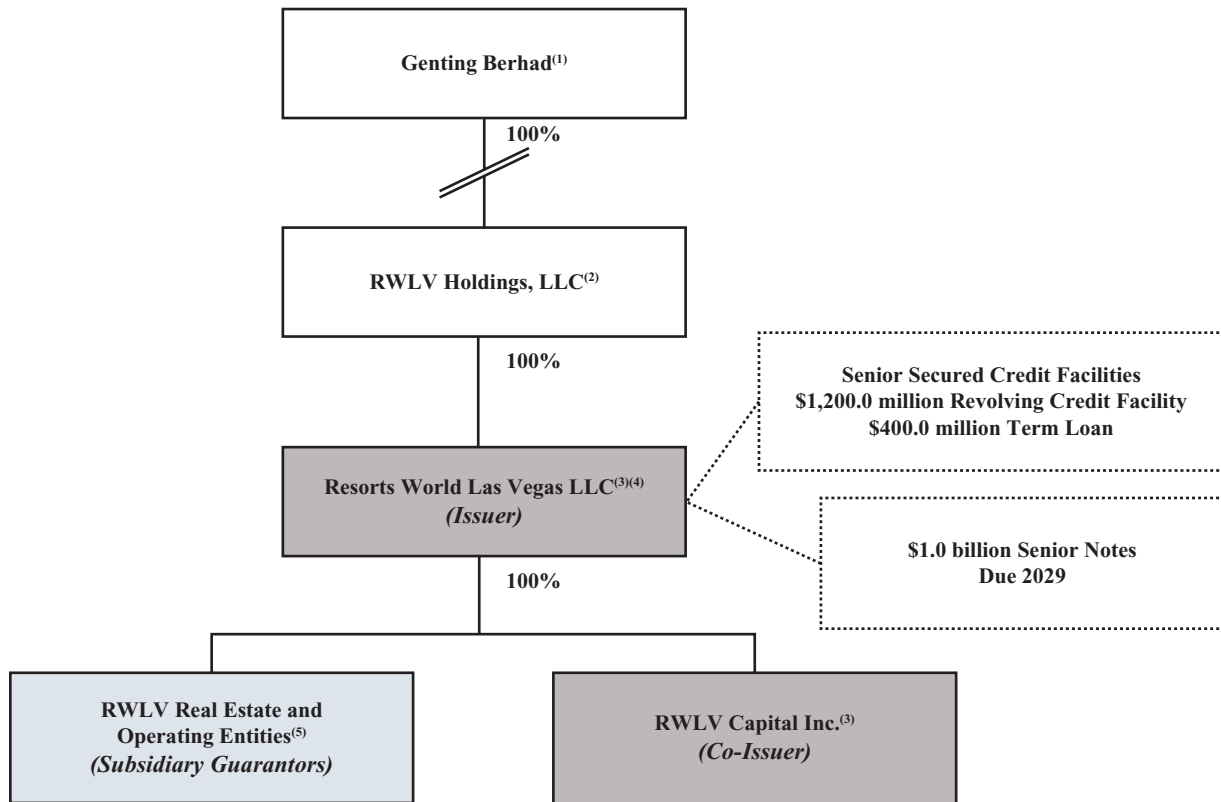 Genting Berhad(1)
100%
RWLV Holdings, LLC(2)
100%
Senior Secured Credit Facilities
$1,200.0 million Revolving Credit Facility
$400.0 million Term Loan
Resorts World Las Vegas LLC(3)(4)
(Issuer)
$1.0 billion Senior Notes
Due 2029
100%
RWLV Real Estate and
Operating Entities(5)
(Subsidiary Guarantors)
RWLV Capital Inc.(3)
(Co-Issuer)